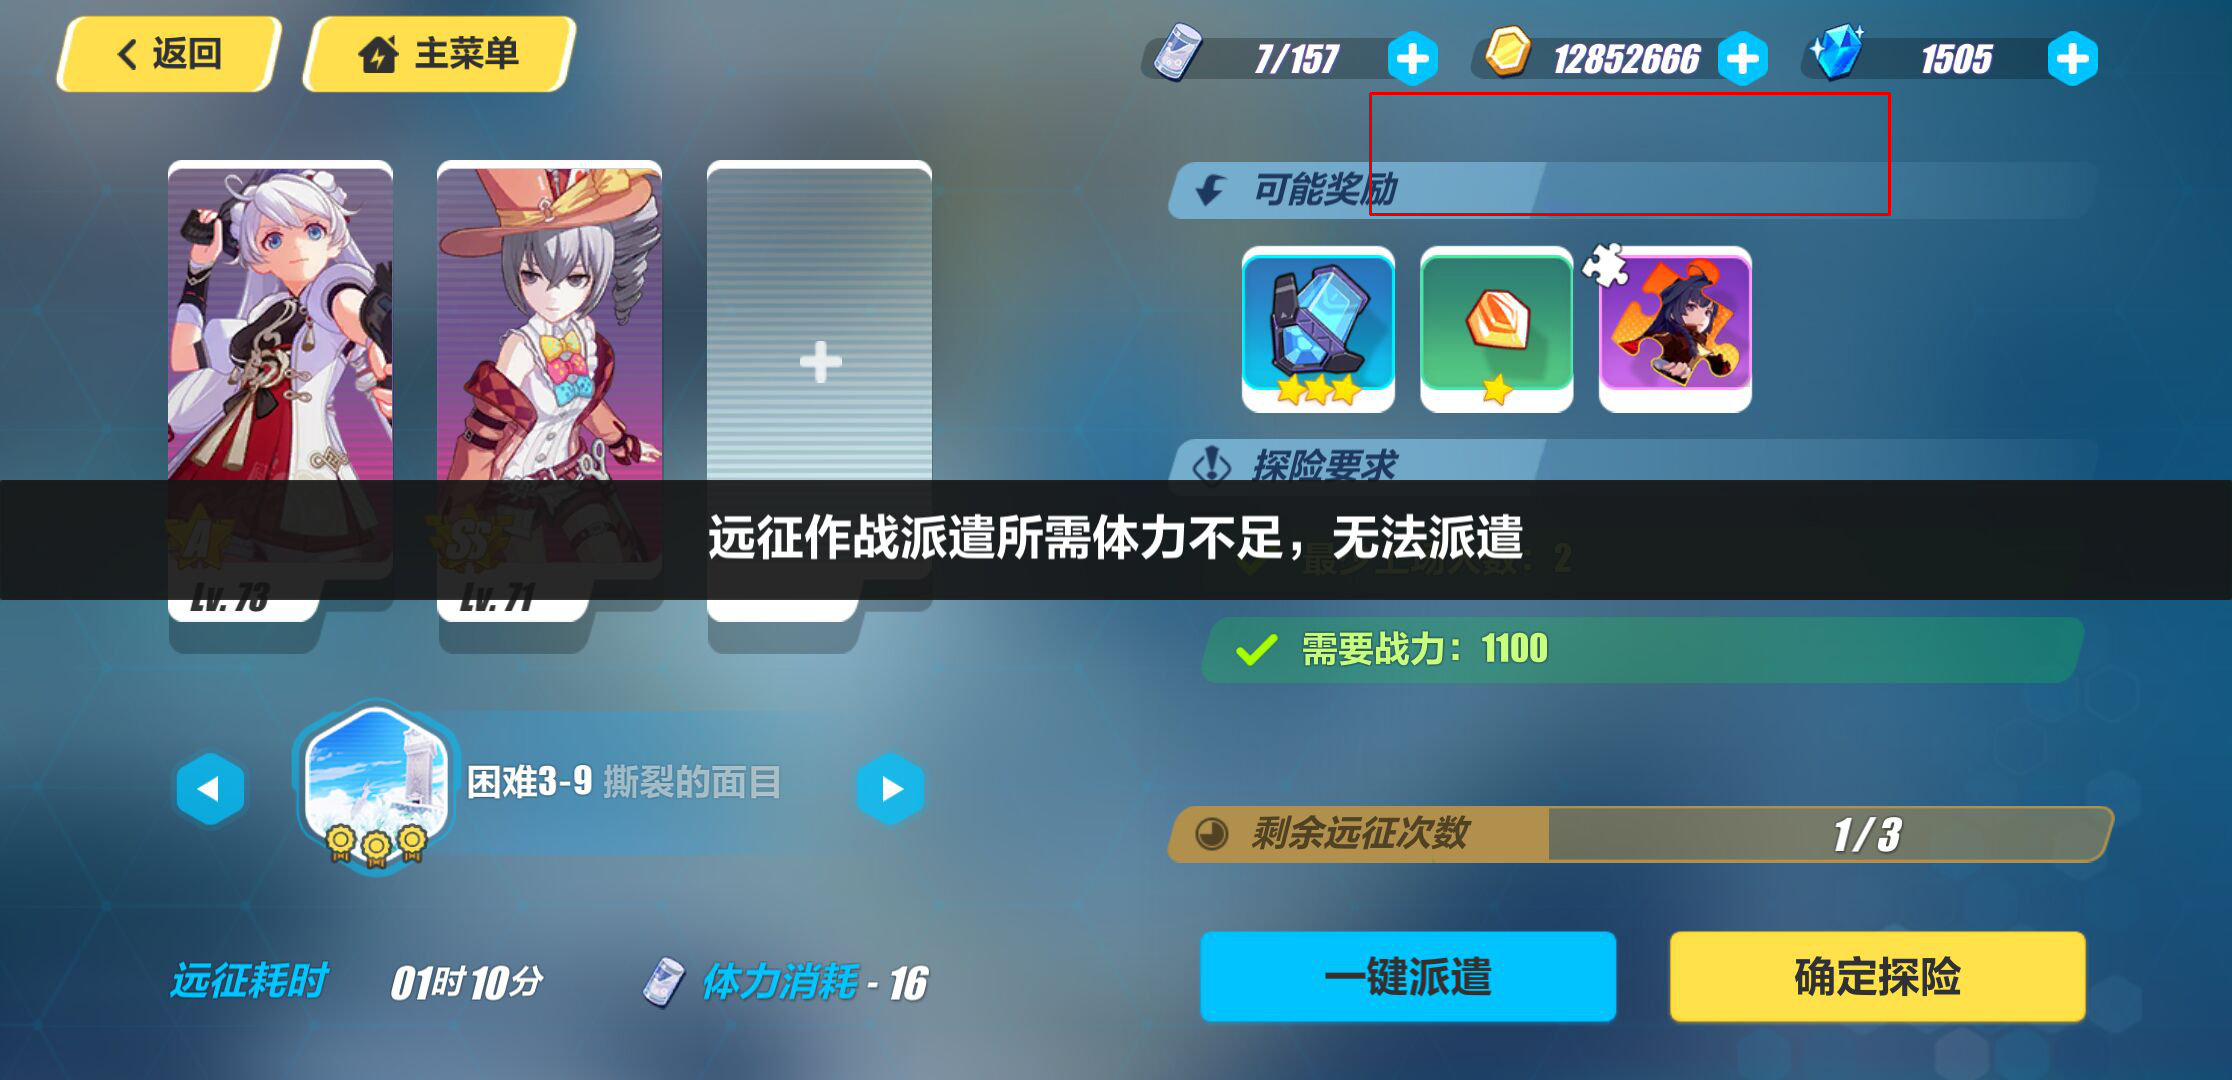 返回
主菜单
7/157
12852666
1505
可能奖励
探险要求
远征作战派遣所需体力不足，无法派遣
最多上场人数：2
A
SS
Lv. 73
Lv. 71
需要战力：1100
困难3-9 撕裂的面目
剩余远征次数
1/3
远征耗时
01时10分
体力消耗 - 16
一键派遣
确定探险